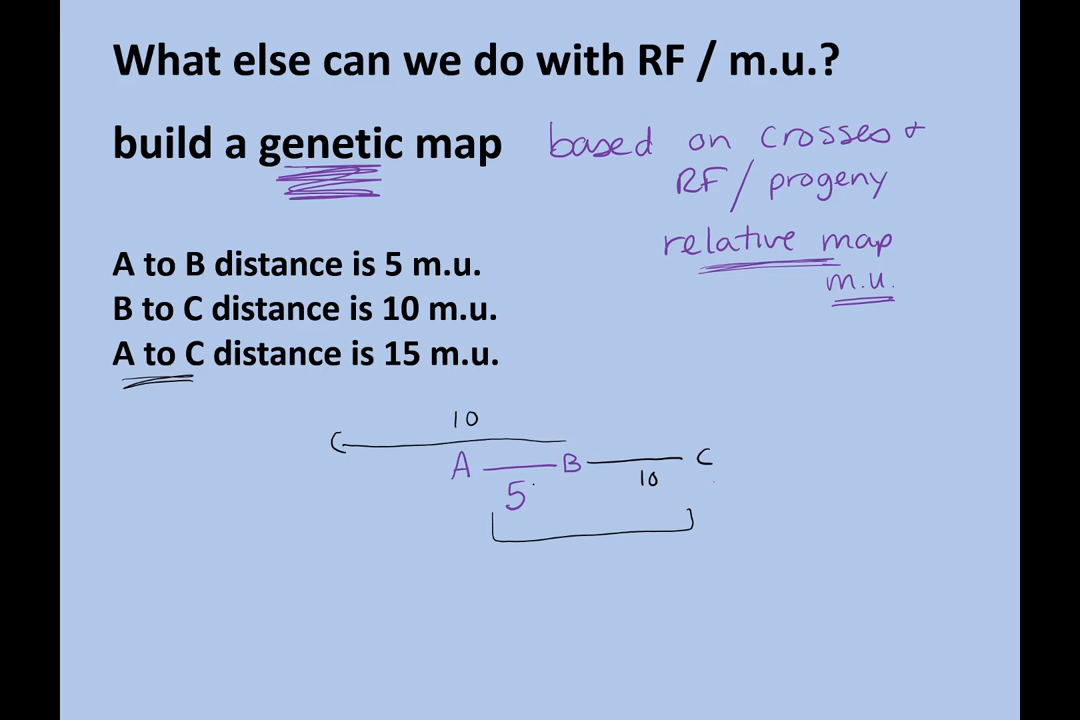 What else can we do with RF / m.u.?
build a genetic map
based on crosses +
RF / progeny
relative map
m.u.
A to B distance is 5 m.u.
B to C distance is 10 m.u.
A to C distance is 15 m.u.
10
C
A B C
5 10